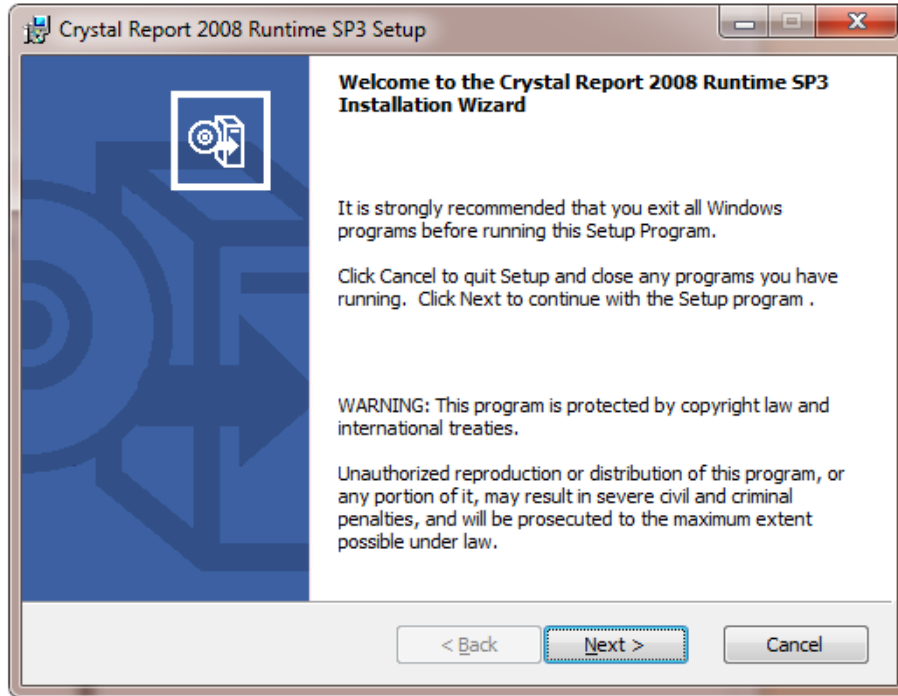 Crystal Report 2008 Runtime SP3 Setup
Welcome to the Crystal Report 2008 Runtime SP3
Installation Wizard
It is strongly recommended that you exit all Windows
programs before running this Setup Program.
Click Cancel to quit Setup and close any programs you have
running.  Click Next to continue with the Setup program .
WARNING: This program is protected by copyright law and
international treaties.
Unauthorized reproduction or distribution of this program, or
any portion of it, may result in severe civil and criminal
penalties, and will be prosecuted to the maximum extent
possible under law.
< Back
Next >
Cancel